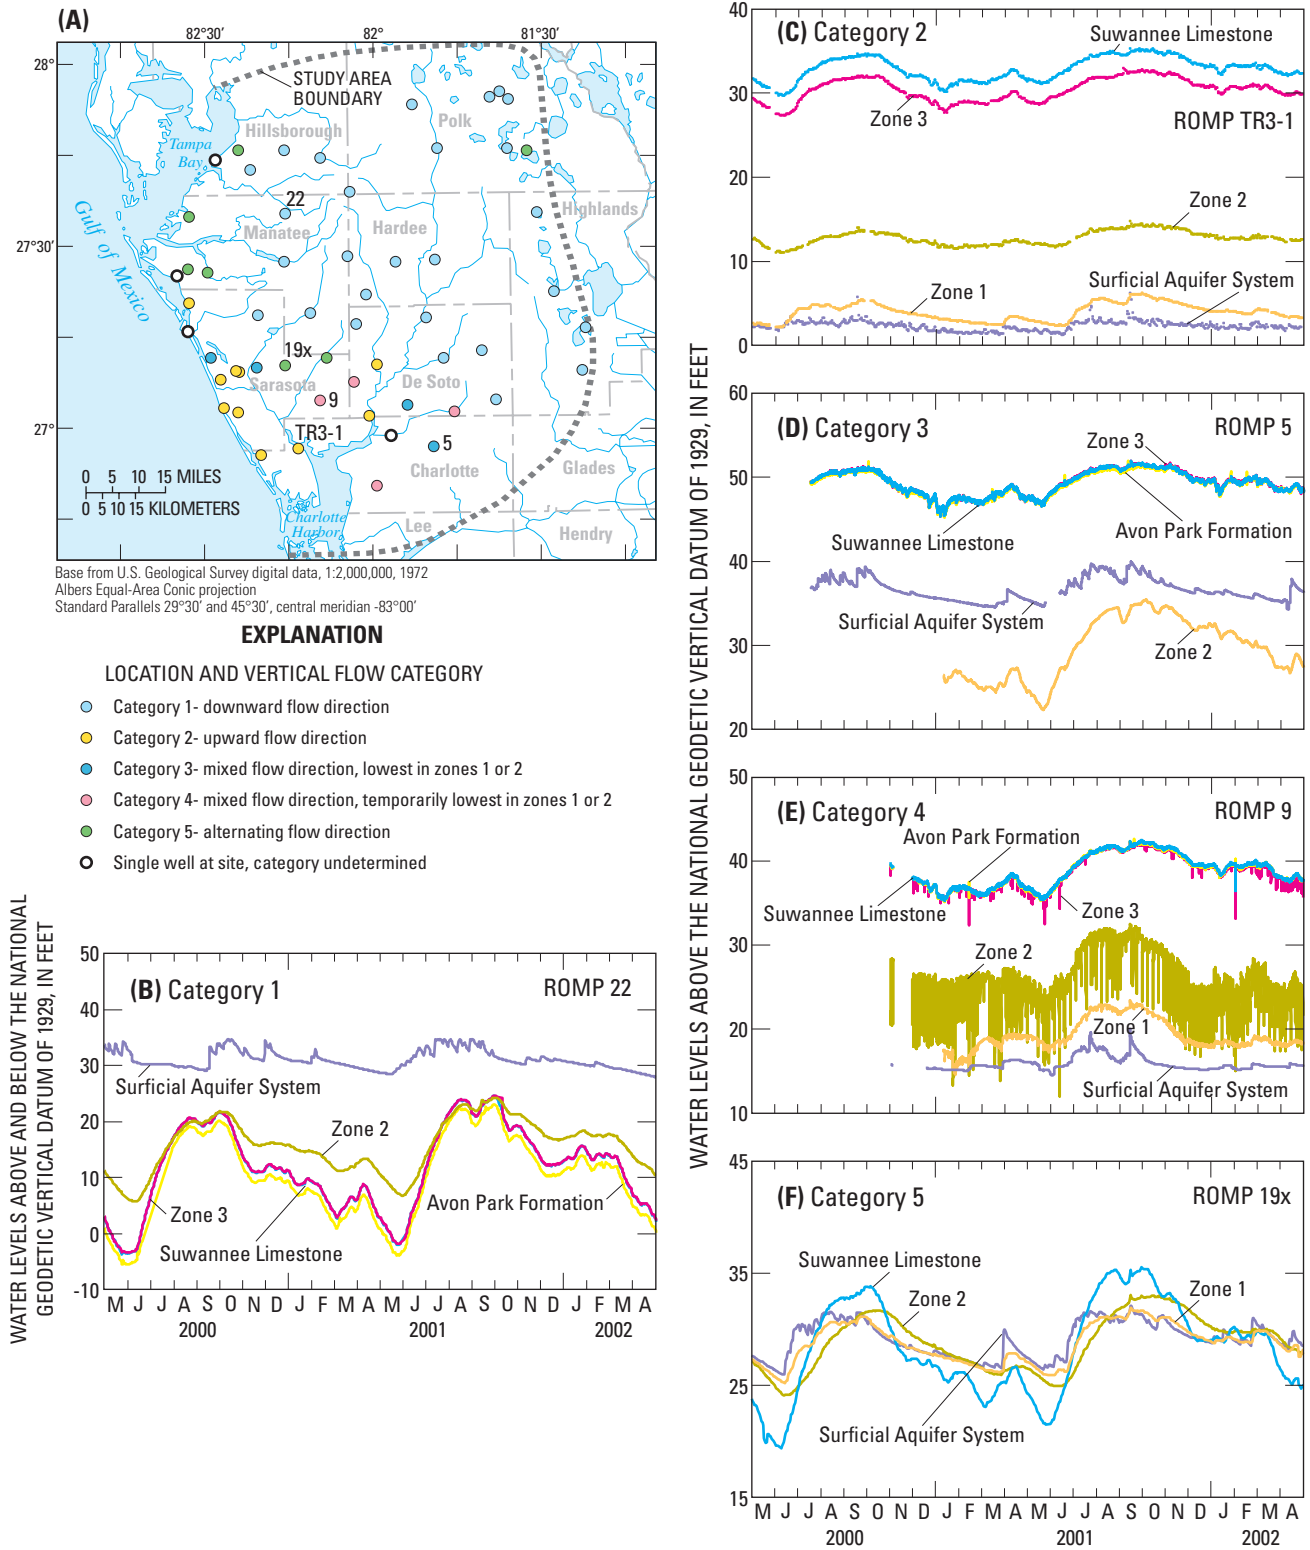 (A)
82°30′
82°
81°30′
28°
27°30′
27°
STUDY AREA
BOUNDARY
Hillsborough
Polk
Tampa
Bay
22
Manatee
Hardee
Highlands
Gulf of Mexico
19x
Sarasota
De Soto
9
TR3-1
5
Charlotte
Glades
Charlotte
Harbor
Lee
Hendry
0 5 10 15 MILES
0 5 10 15 KILOMETERS
Base from U.S. Geological Survey digital data, 1:2,000,000, 1972
Albers Equal-Area Conic projection
Standard Parallels 29°30′ and 45°30′, central meridian -83°00′
EXPLANATION
LOCATION AND VERTICAL FLOW CATEGORY
Category 1- downward flow direction
Category 2- upward flow direction
Category 3- mixed flow direction, lowest in zones 1 or 2
Category 4- mixed flow direction, temporarily lowest in zones 1 or 2
Category 5- alternating flow direction
Single well at site, category undetermined
WATER LEVELS ABOVE AND BELOW THE NATIONAL
GEODETIC VERTICAL DATUM OF 1929, IN FEET
(B) Category 1
ROMP 22
50
40
30
20
10
0
-10
Surficial Aquifer System
Zone 2
Zone 3
Avon Park Formation
Suwannee Limestone
M J J A S O N D J F M A M J J A S O N D J F M A
2000
2001
2002
WATER LEVELS ABOVE THE NATIONAL GEODETIC VERTICAL DATUM OF 1929, IN FEET
(C) Category 2
40
30
20
10
0
Suwannee Limestone
Zone 3
ROMP TR3-1
Zone 2
Surficial Aquifer System
Zone 1
(D) Category 3
ROMP 5
60
50
40
30
20
Zone 3
Avon Park Formation
Suwannee Limestone
Surficial Aquifer System
Zone 2
(E) Category 4
ROMP 9
50
40
30
20
10
Avon Park Formation
Suwannee Limestone
Zone 3
Zone 2
Zone 1
Surficial Aquifer System
(F) Category 5
ROMP 19x
45
35
25
15
Suwannee Limestone
Zone 2
Zone 1
Surficial Aquifer System
M J J A S O N D J F M A M J J A S O N D J F M A
2000
2001
2002